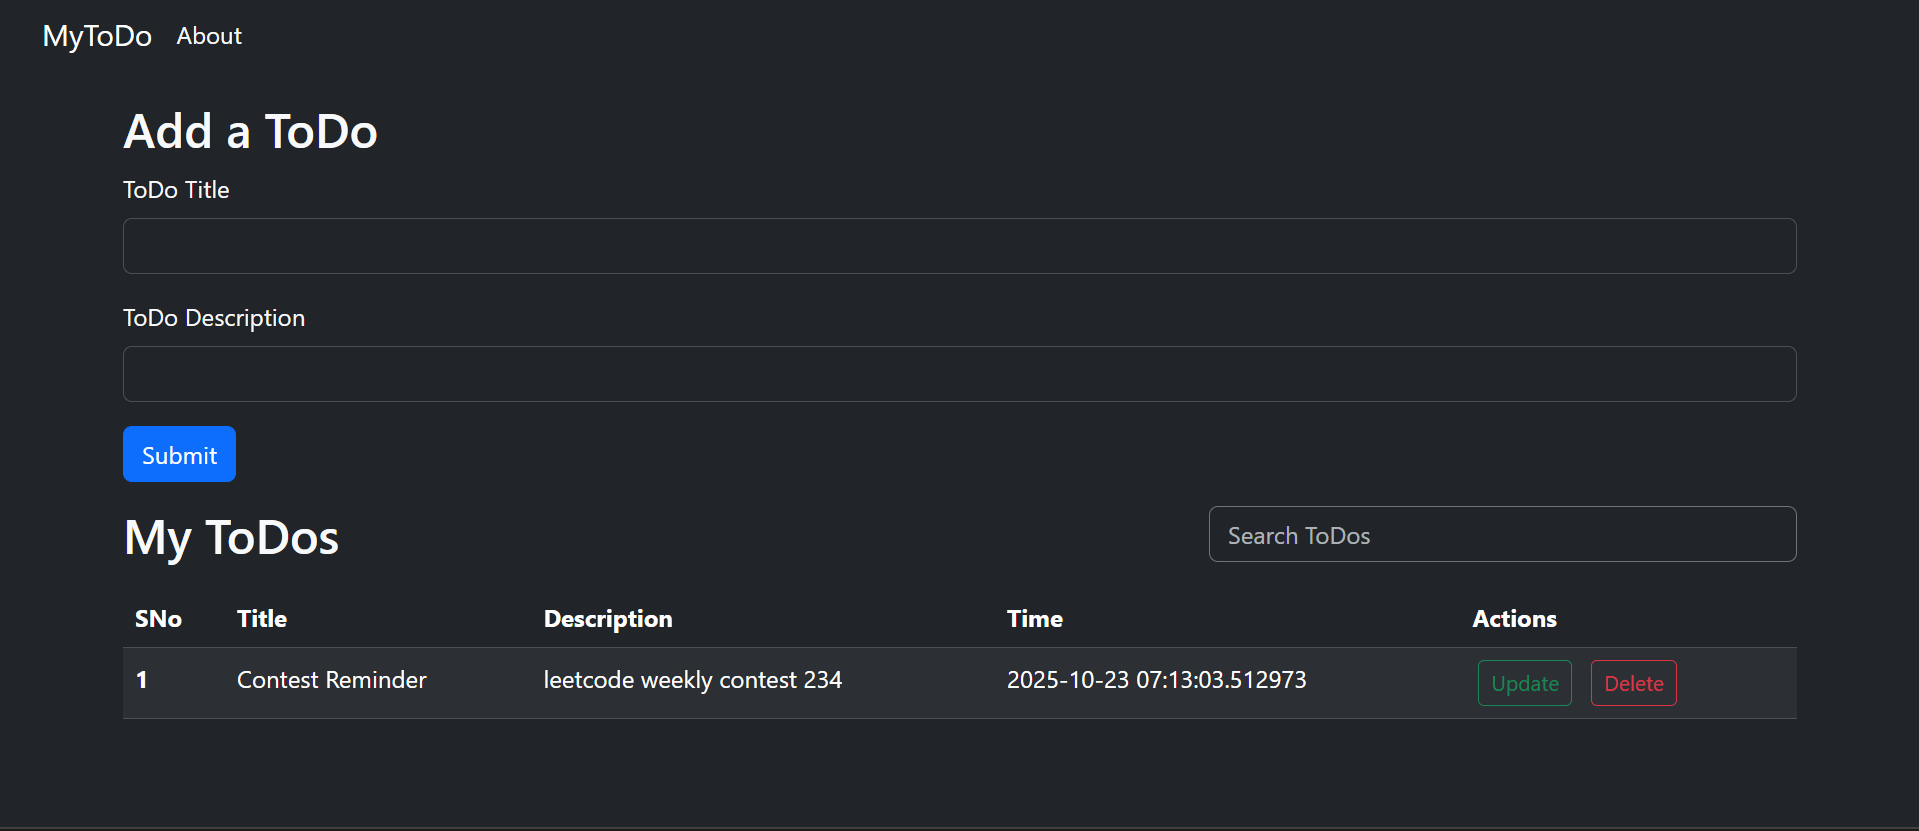 MyToDo About
Add a ToDo
ToDo Title
ToDo Description
Submit
My ToDos
Search ToDos
SNo Title Description Time Actions
1 Contest Reminder leetcode weekly contest 234 2025-10-23 07:13:03.512973 Update Delete